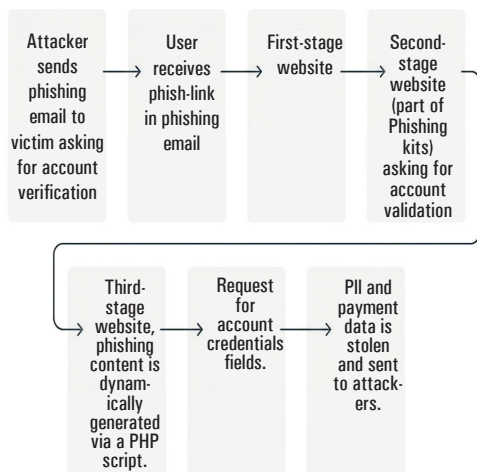 Attacker
sends
phishing
email to
victim asking
for account
verification
User
receives
phish-link
in phishing
email
First-stage
website
Second-
stage
website
(part of
Phishing
kits)
asking for
account
validation
Third-
stage
website,
phishing
content is
dynam-
ically
generated
via a PHP
script.
Request
for
account
credentials
fields.
PII and
payment
data is
stolen
and sent
to attack-
ers.